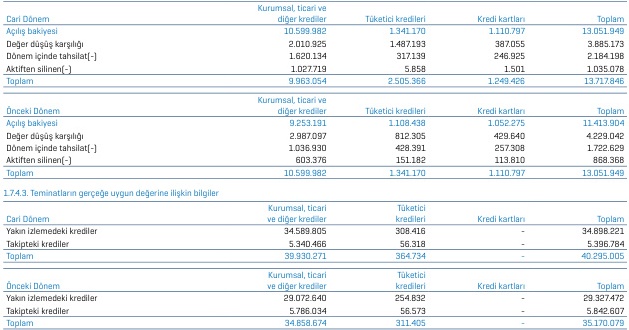 Kurumsal, ticari ve
Cari Dönem diğer krediler Tüketici kredileri Kredi kartları Toplam
Açılış bakiyesi 10.599.982 1.341.170 1.110.797 13.051.949
Değer düşüş karşılığı 2.010.925 1.487.193 387.055 3.885.173
Dönem içinde tahsilat(-) 1.620.134 317.139 246.925 2.184.198
Aktiften silinen(-) 1.027.719 5.858 1.501 1.035.078
Toplam 9.963.054 2.505.366 1.249.426 13.717.846
Kurumsal, ticari ve
Önceki Dönem diğer krediler Tüketici kredileri Kredi kartları Toplam
Açılış bakiyesi 9.253.191 1.108.438 1.052.275 11.413.904
Değer düşüş karşılığı 2.987.097 812.305 429.640 4.229.042
Dönem içinde tahsilat(-) 1.036.930 428.391 257.308 1.722.629
Aktiften silinen(-) 603.376 151.182 113.810 868.368
Toplam 10.599.982 1.341.170 1.110.797 13.051.949
1.7.4.3. Teminatların gerçeğe uygun değerine ilişkin bilgiler
Kurumsal, ticari Tüketici
Cari Dönem ve diğer krediler kredileri Kredi kartları Toplam
Yakın izlemedeki krediler 34.589.805 308.416 - 34.898.221
Takipteki krediler 5.340.466 56.318 - 5.396.784
Toplam 39.930.271 364.734 - 40.295.005
Kurumsal, ticari Tüketici
Önceki Dönem ve diğer krediler kredileri Kredi kartları Toplam
Yakın izlemedeki krediler 29.072.640 254.832 - 29.327.472
Takipteki krediler 5.786.034 56.573 - 5.842.607
Toplam 34.858.674 311.405 - 35.170.079